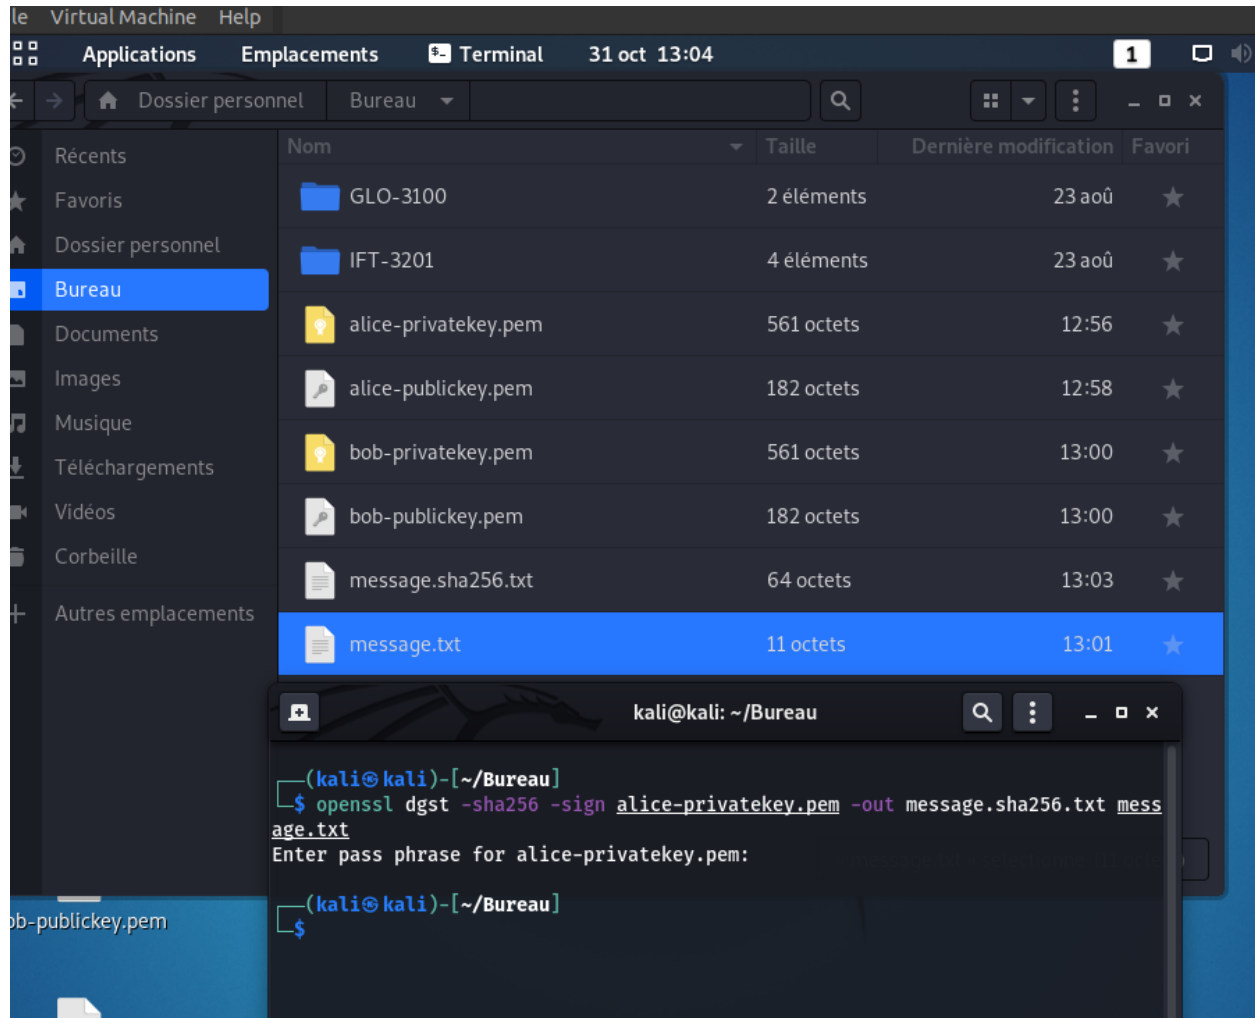 le Virtual Machine Help
Applications Emplacements Terminal 31 oct 13:04 1
Dossier personnel Bureau
Nom Taille Dernière modification Favori
Récents
GLO-3100 2 éléments 23 aoû
Favoris
Dossier personnel
IFT-3201 4 éléments 23 aoû
Bureau
alice-privatekey.pem 561 octets 12:56
Documents
Images
alice-publickey.pem 182 octets 12:58
Musique
bob-privatekey.pem 561 octets 13:00
Téléchargements
Vidéos
bob-publickey.pem 182 octets 13:00
Corbeille
message.sha256.txt 64 octets 13:03
Autres emplacements
message.txt 11 octets 13:01
kali@kali: ~/Bureau
┌──(kali㉿kali)-[~/Bureau]
└─$ openssl dgst -sha256 -sign alice-privatekey.pem -out message.sha256.txt mess
age.txt
Enter pass phrase for alice-privatekey.pem:
┌──(kali㉿kali)-[~/Bureau]
└─$
ob-publickey.pem